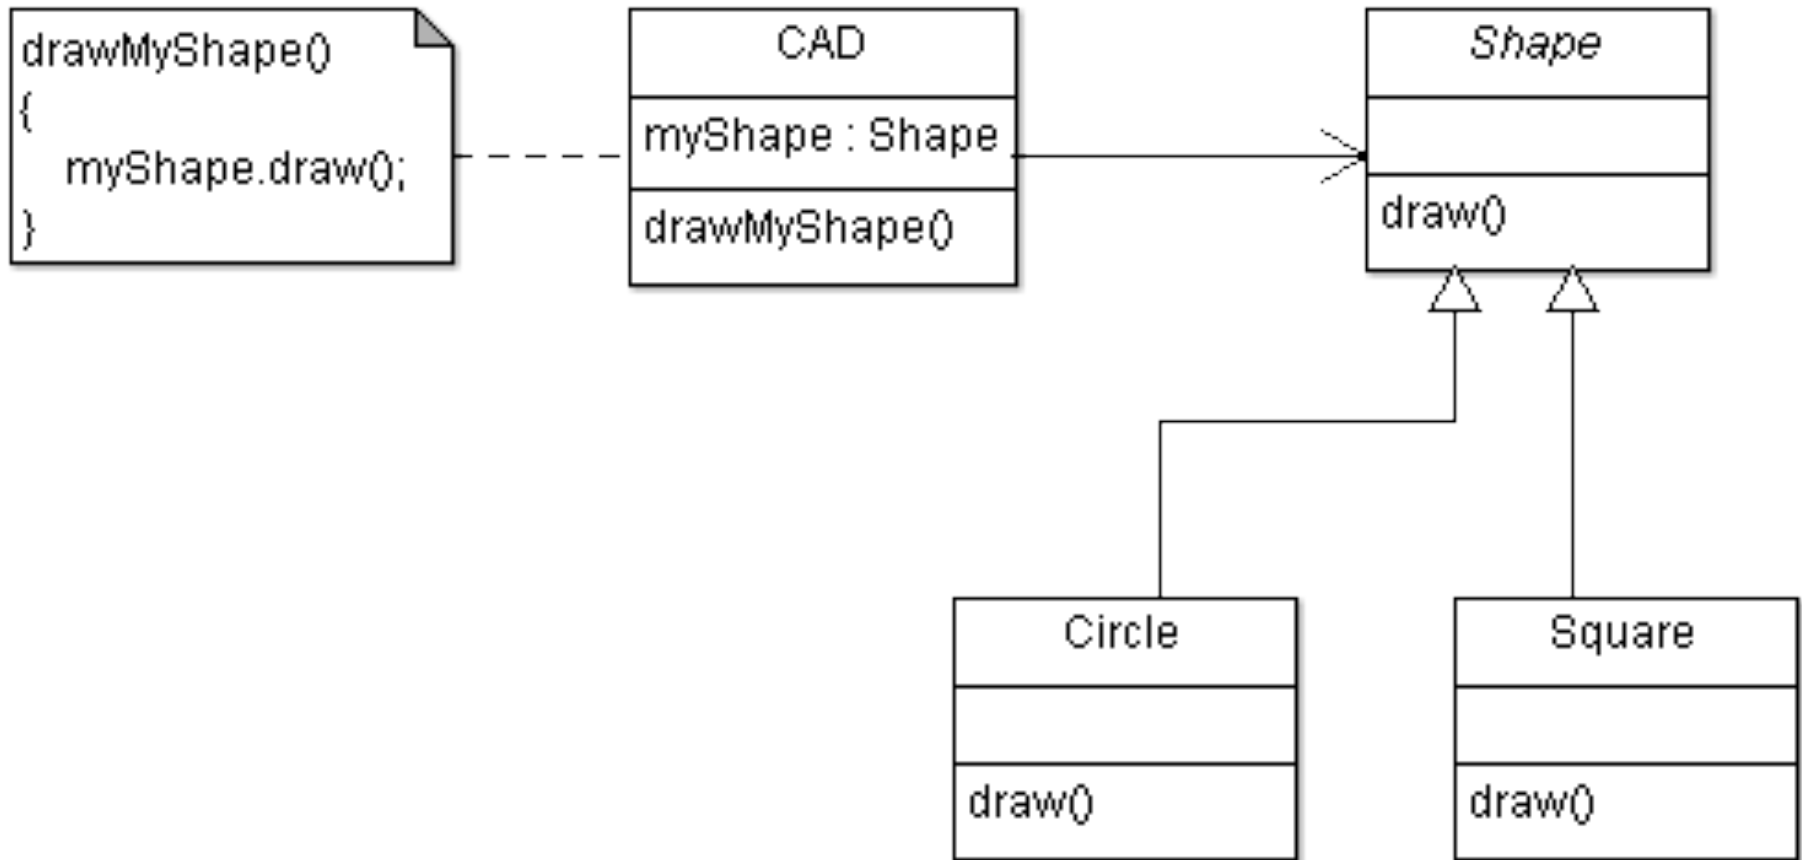 drawMyShape()
{
myShape.draw();
}
CAD
myShape : Shape
drawMyShape()
Shape
draw()
Circle
draw()
Square
draw()